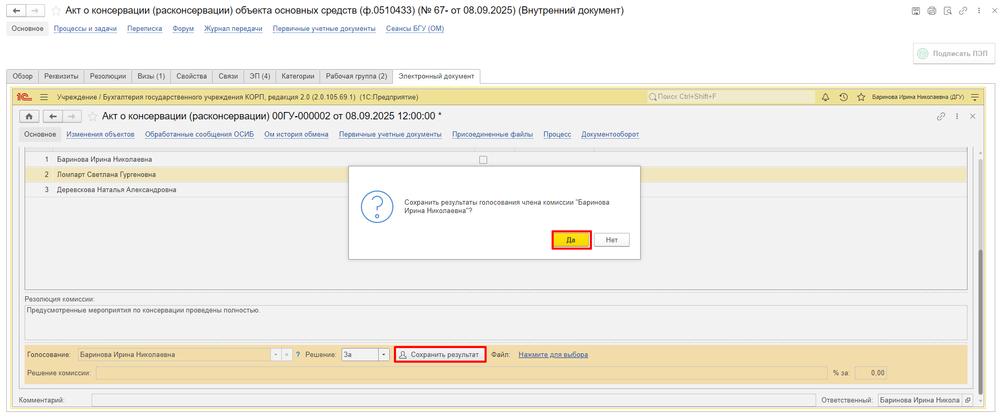 Акт о консервации (расконсервации) объекта основных средств (ф.0510433) (№ 67- от 08.09.2025) (Внутренний документ)
Основное Процессы и задачи Переписка Форум Журнал передачи Первичные учетные документы Сеансы БГУ (ОМ)
Подписать ПЭП
Обзор Реквизиты Резолюции Визы (1) Свойства Связи ЭП (4) Категории Рабочая группа (2) Электронный документ
1С Учреждение / Бухгалтерия государственного учреждения КОРП, редакция 2.0 (2.0.105.69.1) (1С:Предприятие) Поиск Ctrl+Shift+F Баринова Ирина Николаевна (ДГУ)
Акт о консервации (расконсервации) 00ГУ-000002 от 08.09.2025 12:00:00 *
Основное Изменения объектов Обработанные сообщения ОСИБ Ом история обмена Первичные учетные документы Присоединенные файлы Процесс Документооборот
1 Баринова Ирина Николаевна
2 Ломпарт Светлана Гургеновна
3 Деревскова Наталья Александровна
Сохранить результаты голосования члена комиссии "Баринова
Ирина Николаевна"?
Да Нет
Резолюция комиссии:
Предусмотренные мероприятия по консервации проведены полностью.
Голосование: Баринова Ирина Николаевна ? Решение: За Сохранить результат Файл: Нажмите для выбора
Решение комиссии: % за: 0,00
Комментарий: Ответственный: Баринова Ирина Никола